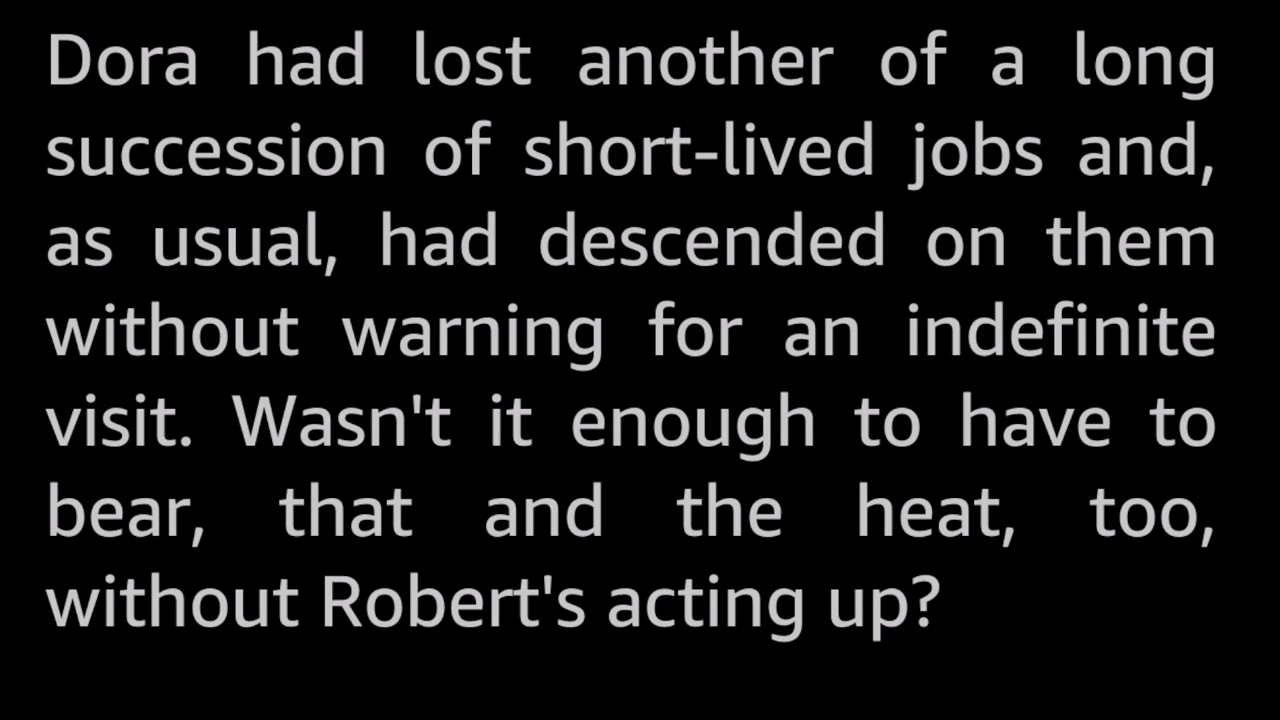 Dora had lost another of a long
succession of short-lived jobs and,
as usual, had descended on them
without warning for an indefinite
visit. Wasn't it enough to have to
bear, that and the heat, too,
without Robert's acting up?